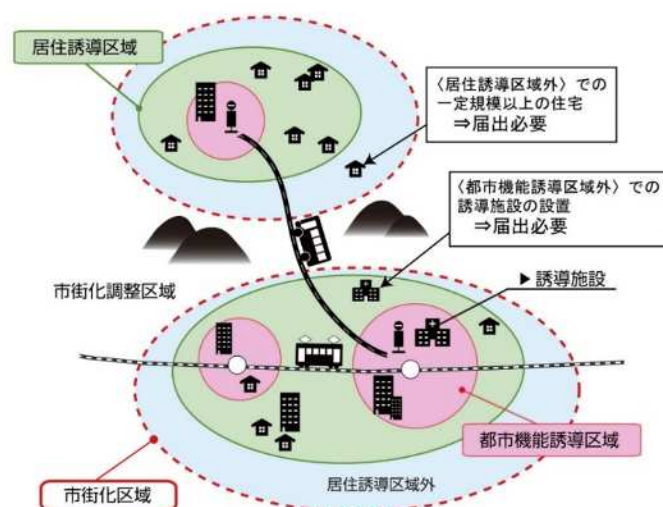 居住誘導区域
〈居住誘導区域外〉での
一定規模以上の住宅
⇒届出必要
〈都市機能誘導区域外〉での
誘導施設の設置
⇒届出必要
市街化調整区域
▶誘導施設
都市機能誘導区域
居住誘導区域外
市街化区域